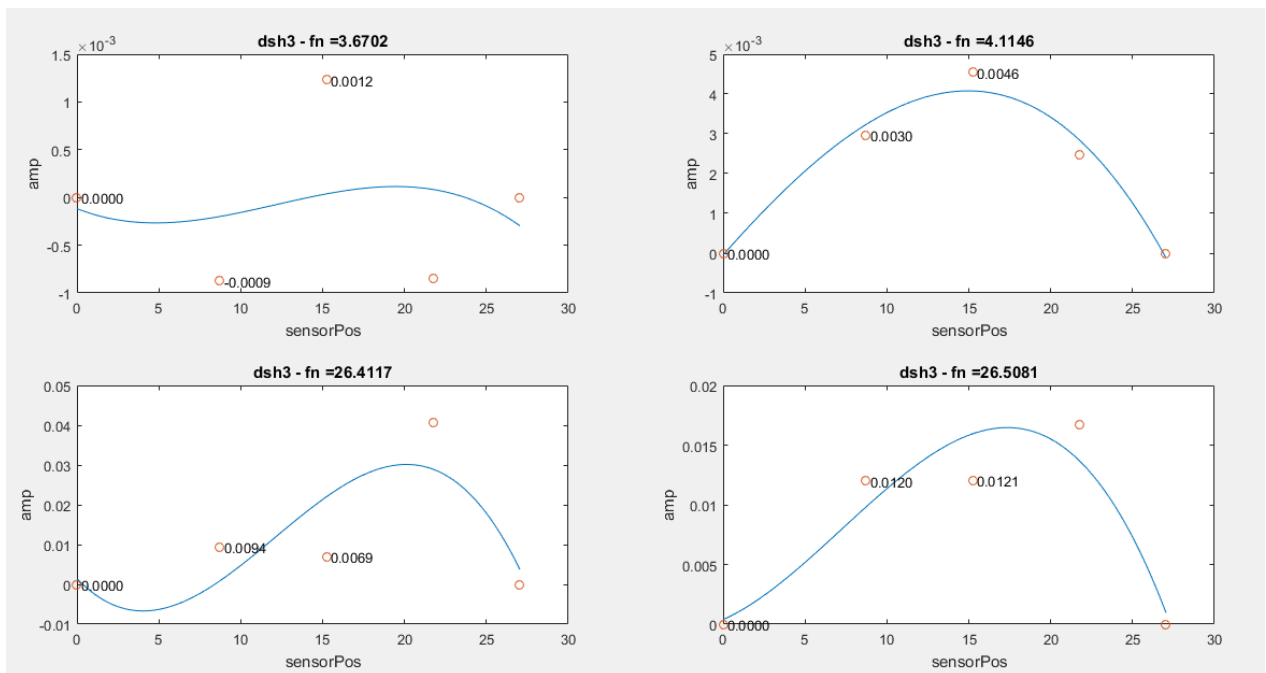 dsh3 - fn =3.6702
×10⁻³
1.5
1
0.5
0
-0.5
-1
amp
0.0000
-0.0009
0.0012
0 5 10 15 20 25 30
sensorPos
dsh3 - fn =4.1146
×10⁻³
5
4
3
2
1
0
-1
amp
0.0000
0.0030
0.0046
0 5 10 15 20 25 30
sensorPos
dsh3 - fn =26.4117
0.05
0.04
0.03
0.02
0.01
0
-0.01
amp
0.0000
0.0094
0.0069
0 5 10 15 20 25 30
sensorPos
dsh3 - fn =26.5081
0.02
0.015
0.01
0.005
0
amp
0.0000
0.0120
0.0121
0 5 10 15 20 25 30
sensorPos